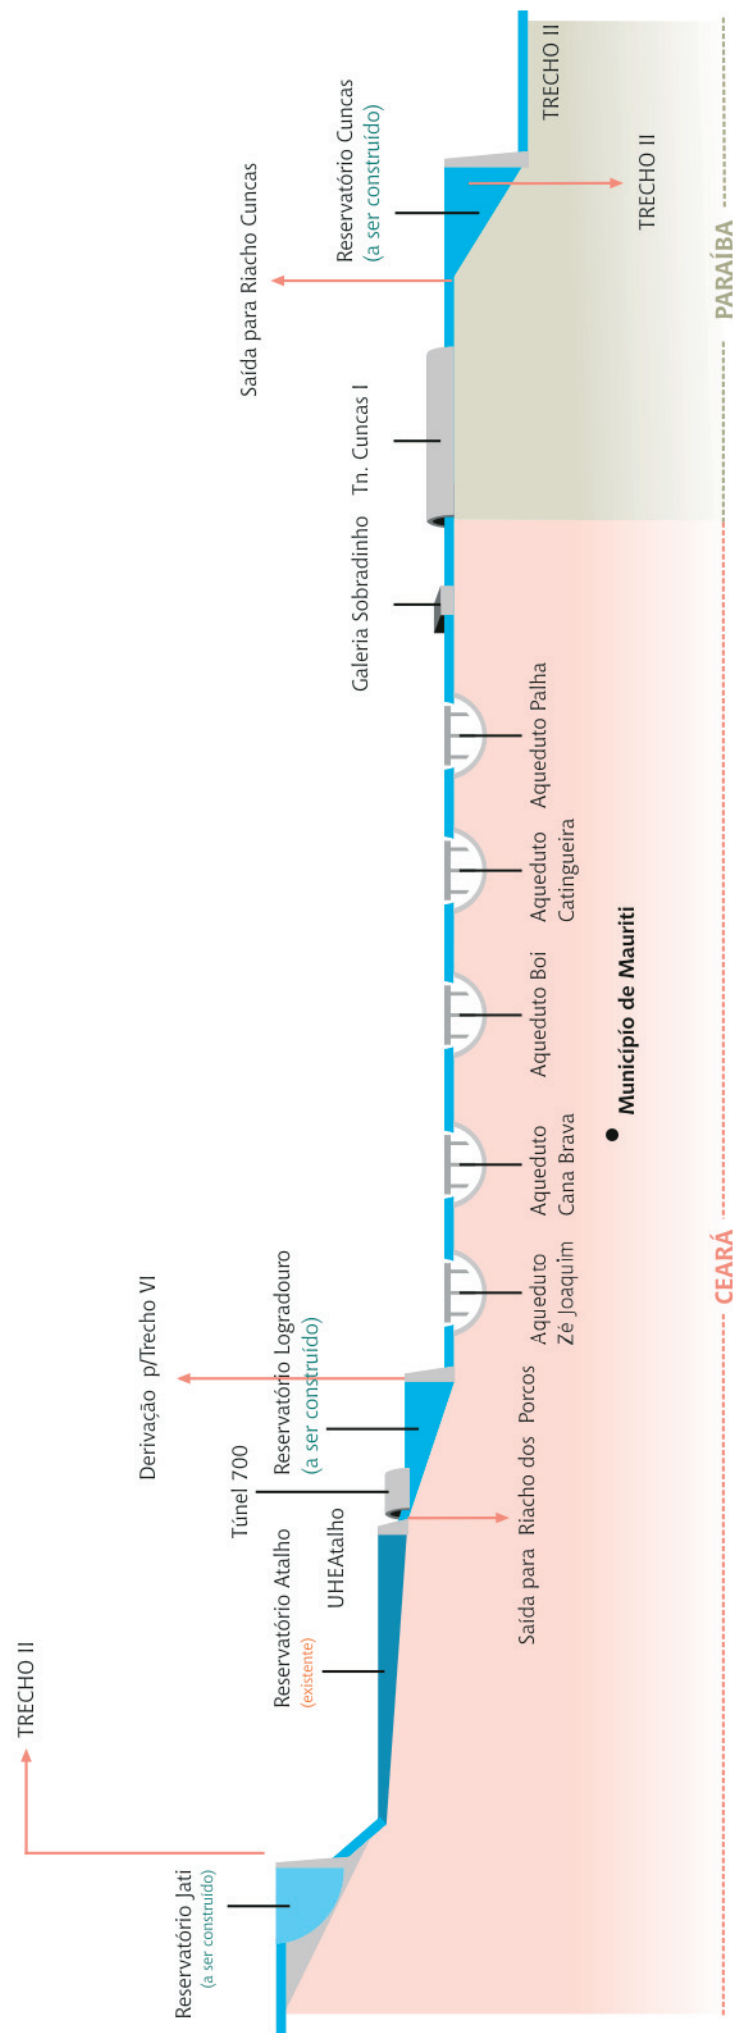 TRECHO II
Reservatório Jati
(a ser construído)
Reservatório Atalho
(existente)
UHEAtalho
Túnel 700
Derivação p/Trecho VI
Reservatório Logradouro
(a ser construído)
Saída para Riacho dos Porcos
Aqueduto
Zé Joaquim
Aqueduto
Cana Brava
Aqueduto Boi
Aqueduto
Catingueira
Aqueduto Palha
Município de Mauriti
Galeria Sobradinho
Tn. Cuncas I
Saída para Riacho Cuncas
Reservatório Cuncas
(a ser construído)
TRECHO II
TRECHO II
CEARÁ
PARAÍBA